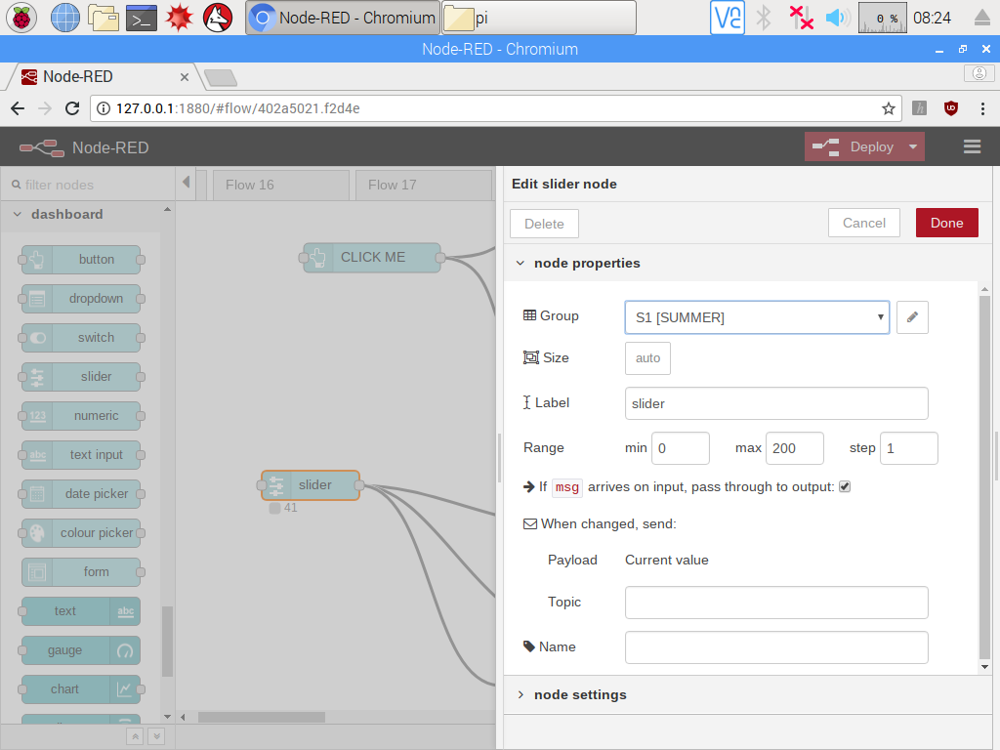 Node-RED - Chromium
pi
0 %
08:24
Node-RED - Chromium
Node-RED
127.0.0.1:1880/#flow/402a5021.f2d4e
Node-RED
Deploy
filter nodes
Flow 16
Flow 17
dashboard
button
dropdown
switch
slider
123 numeric
abc text input
date picker
colour picker
form
text abc
gauge
chart
CLICK ME
slider
41
Edit slider node
Delete
Cancel
Done
node properties
Group
S1 [SUMMER]
Size
auto
Label
slider
Range
min 0
max 200
step 1
If msg arrives on input, pass through to output:
When changed, send:
Payload
Current value
Topic
Name
node settings